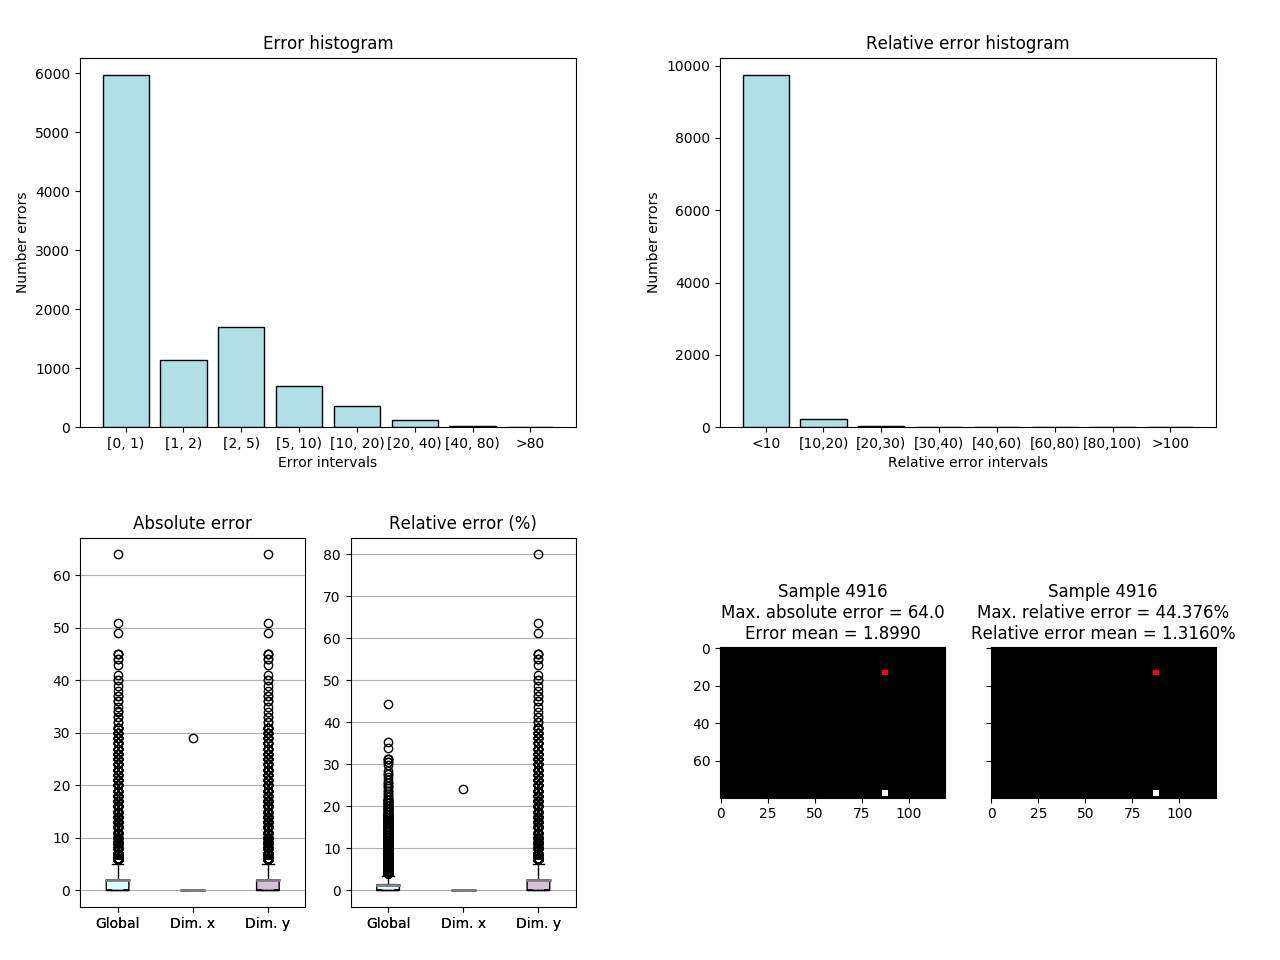 Error histogram
6000
5000
4000
3000
2000
1000
0
Number errors
[0, 1) [1, 2) [2, 5) [5, 10) [10, 20) [20, 40) [40, 80) >80
Error intervals
Relative error histogram
10000
8000
6000
4000
2000
0
Number errors
<10 [10,20) [20,30) [30,40) [40,60) [60,80) [80,100) >100
Relative error intervals
Absolute error
60
50
40
30
20
10
0
Global Dim. x Dim. y
Relative error (%)
80
70
60
50
40
30
20
10
0
Global Dim. x Dim. y
Sample 4916
Max. absolute error = 64.0
Error mean = 1.8990
0
20
40
60
0 25 50 75 100
Sample 4916
Max. relative error = 44.376%
Relative error mean = 1.3160%
0 25 50 75 100